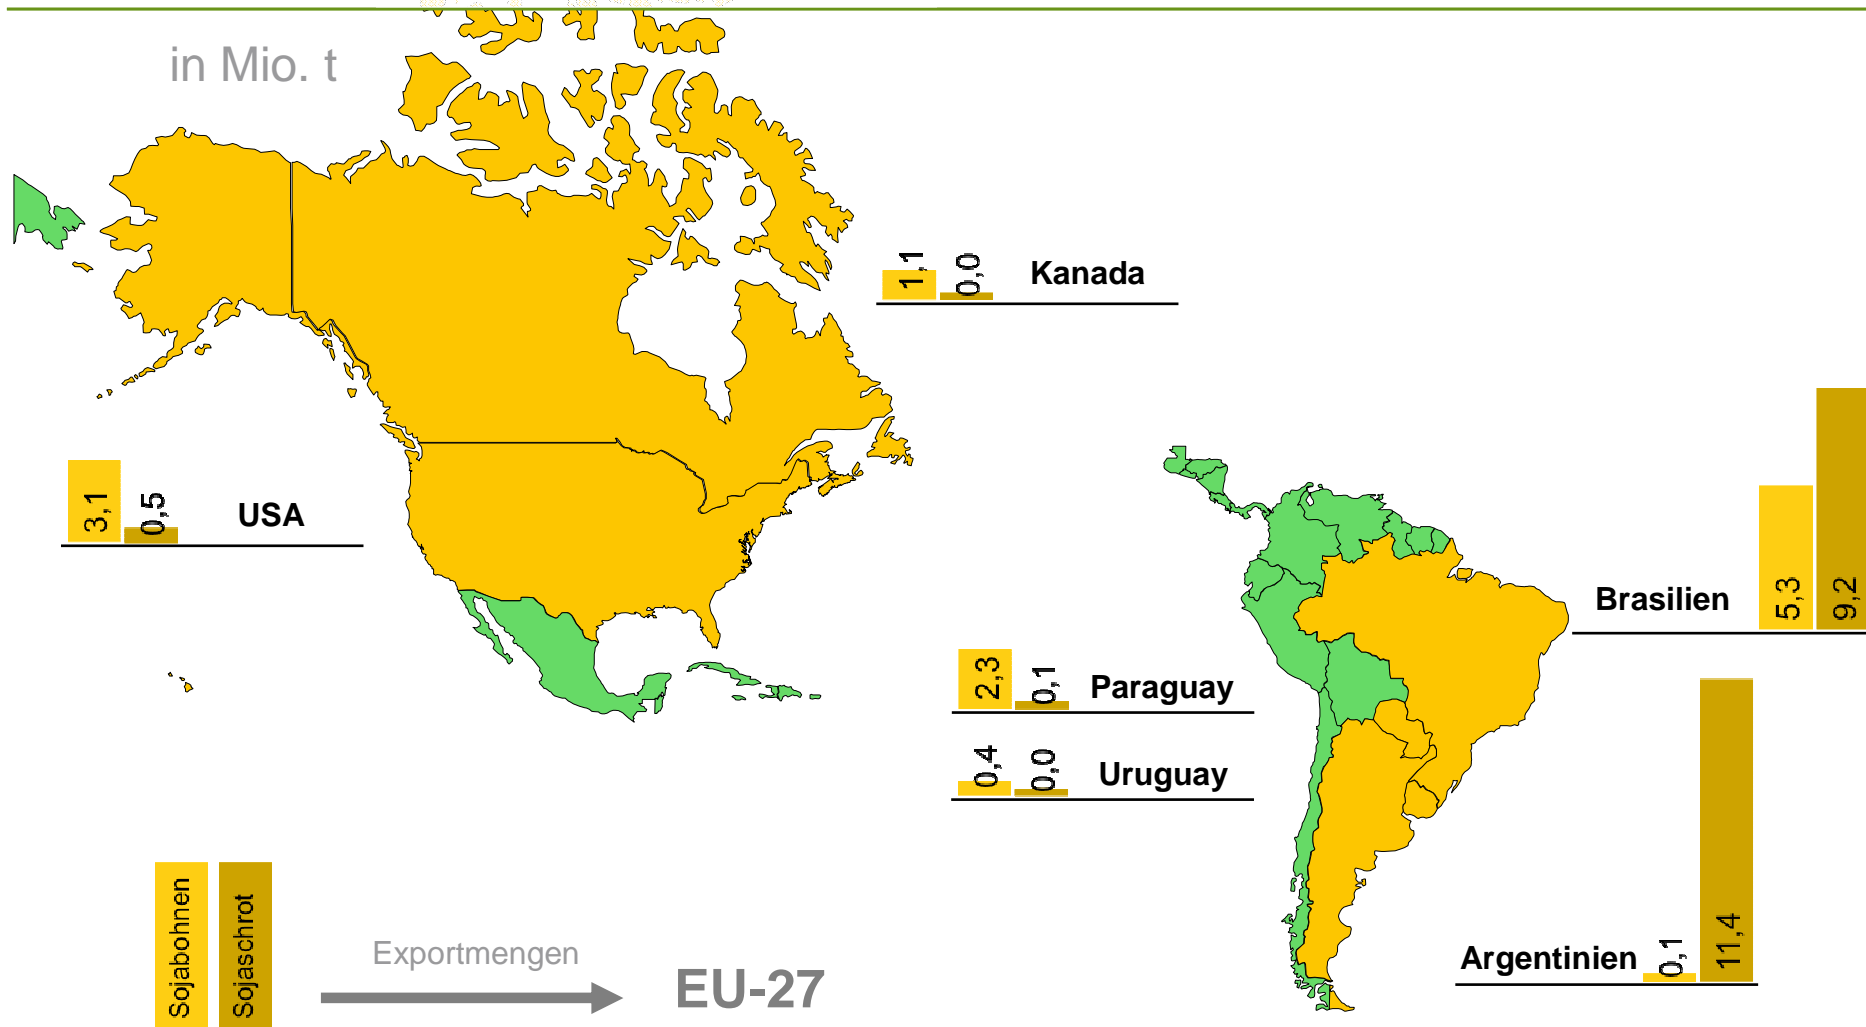 in Mio. t
1,1
0,0
Kanada
3,1
0,5
USA
5,3
9,2
Brasilien
2,3
0,1
Paraguay
0,4
0,0
Uruguay
0,1
11,4
Argentinien
Sojabohnen
Sojaschrot
Exportmengen
EU-27